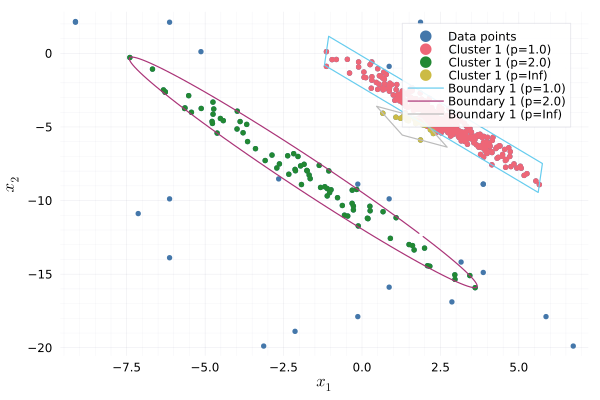 Data points
Cluster 1 (p=1.0)
Cluster 1 (p=2.0)
Cluster 1 (p=Inf)
Boundary 1 (p=1.0)
Boundary 1 (p=2.0)
Boundary 1 (p=Inf)
0
−5
−10
−15
−20
x₂
−7.5 −5.0 −2.5 0.0 2.5 5.0
x₁